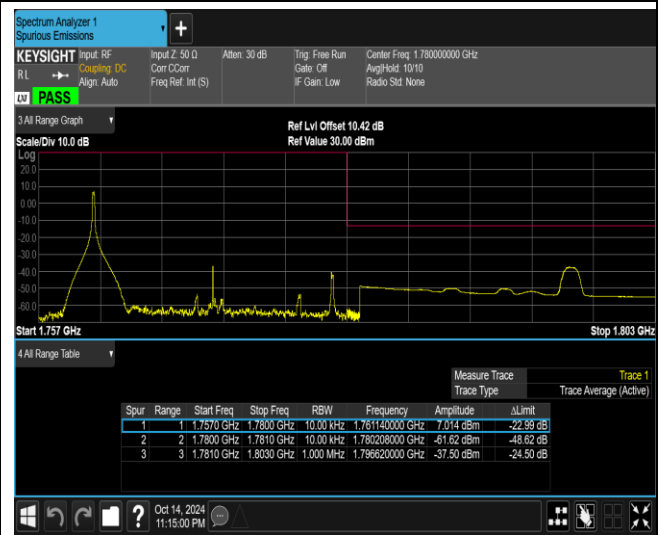 Spectrum Analyzer 1
Spurious Emissions
+
KEYSIGHT Input: RF Input Z: 50 Ω Atten: 30 dB Trig: Free Run Center Freq: 1.780000000 GHz
RL Coupling: DC Corr CCorr Gate: Off Avg|Hold: 10/10
Align: Auto Freq Ref: Int (S) IF Gain: Low Radio Std: None
LXI PASS
3 All Range Graph
Ref Lvl Offset 10.42 dB
Scale/Div 10.0 dB Ref Value 30.00 dBm
Log
20.0
10.0
0.00
-10.0
-20.0
-30.0
-40.0
-50.0
-60.0
Start 1.757 GHz Stop 1.803 GHz
4 All Range Table
Measure Trace Trace 1
Trace Type Trace Average (Active)
Spur Range Start Freq Stop Freq RBW Frequency Amplitude ΔLimit
1 1 1.7570 GHz 1.7800 GHz 10.00 kHz 1.761140000 GHz 7.014 dBm -22.99 dB
2 2 1.7800 GHz 1.7810 GHz 10.00 kHz 1.780208000 GHz -61.62 dBm -48.62 dB
3 3 1.7810 GHz 1.8030 GHz 1.000 MHz 1.796620000 GHz -37.50 dBm -24.50 dB
? Oct 14, 2024
11:15:00 PM